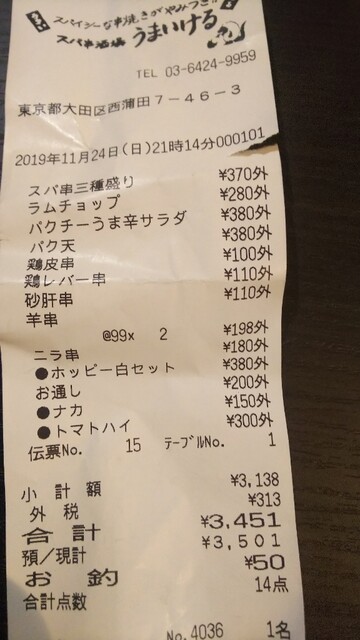 スパイシーな串焼きがやみつき!!
スパ串酒場 うまいける
TEL 03-6424-9959
東京都大田区西蒲田7-46-3
2019年11月24日(日)21時14分000101
スパ串三種盛り ¥370外
ラムチョップ ¥280外
パクチーうま辛サラダ ¥380外
パク天 ¥380外
鶏皮串 ¥100外
鶏レバー串 ¥110外
砂肝串 ¥110外
羊串
@99x 2 ¥198外
ニラ串 ¥180外
●ホッピー白セット ¥380外
お通し ¥200外
●ナカ ¥150外
●トマトハイ ¥300外
伝票No. 15 テーブルNo. 1
小計額 ¥3,138
外税 ¥313
合計 ¥3,451
預/現計 ¥3,501
お釣 ¥50
合計点数 14点
No.4036 1名